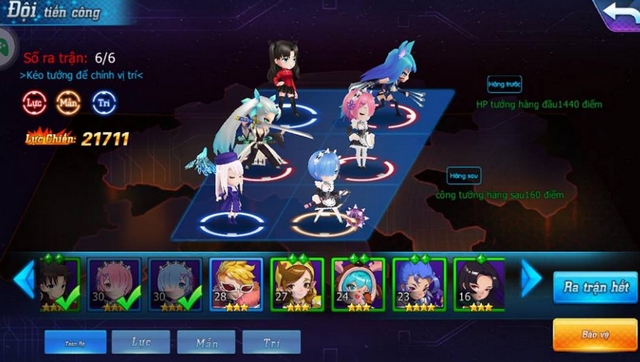 Đội tiến công
Số ra trận: 6/6
>Kéo tướng để chỉnh vị trí<
Lực Mẫn Trí
Lực Chiến: 21711
Hàng trước
HP tướng hàng đầu1440 điểm
Hàng sau
công tướng hàng sau160 điểm
30 30 28 27 24 23 16
Ra trận hết
Bảo vệ
Toàn Bộ Lực Mẫn Trí